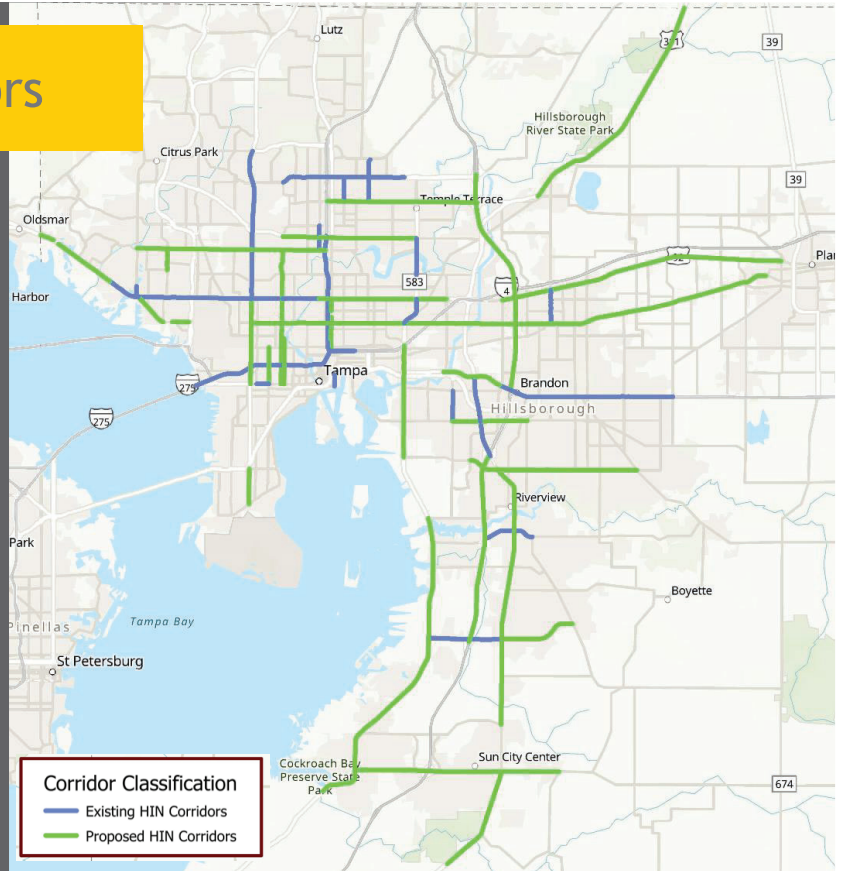 ors
Lutz
301
39
Hillsborough
River State Park
Citrus Park
39
Temple Terrace
Oldsmar
92
Harbor
583
4
Tampa
275
Brandon
Hillsborough
275
Riverview
Park
Boyette
Tampa Bay
Pinellas
St Petersburg
Sun City Center
Cockroach Bay
Preserve State
Park
674
Corridor Classification
Existing HIN Corridors
Proposed HIN Corridors